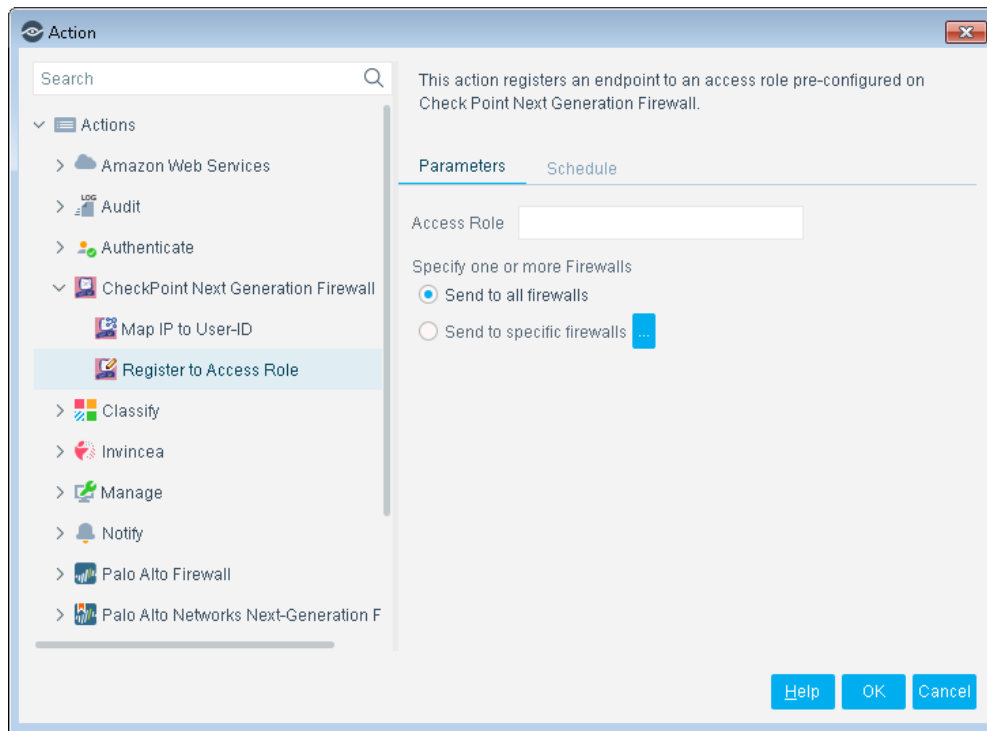 Action
Search
Actions
Amazon Web Services
LOG
Audit
Authenticate
CheckPoint Next Generation Firewall
Map IP to User-ID
Register to Access Role
Classify
Invincea
Manage
Notify
Palo Alto Firewall
Palo Alto Networks Next-Generation F
This action registers an endpoint to an access role pre-configured on
Check Point Next Generation Firewall.
Parameters Schedule
Access Role
Specify one or more Firewalls
Send to all firewalls
Send to specific firewalls ...
Help OK Cancel